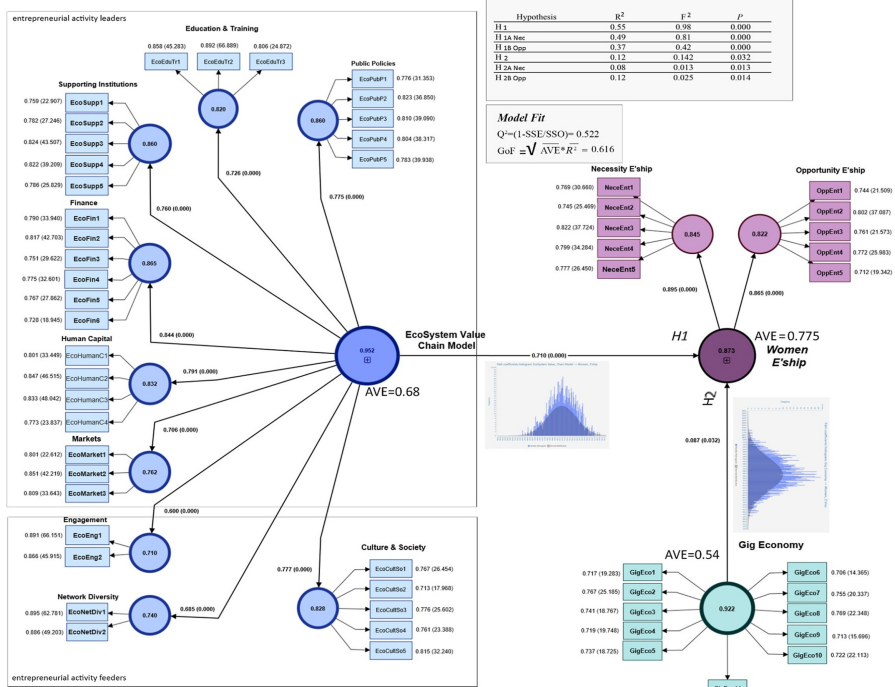 entrepreneurial activity leaders
Education & Training
0.858 (45.283)
0.892 (66.889)
0.806 (24.872)
EcoEduTr1
EcoEduTr2
EcoEduTr3
0.820
Public Policies
EcoPubP1 0.776 (31.353)
EcoPubP2 0.823 (36.850)
EcoPubP3 0.810 (39.090)
EcoPubP4 0.804 (38.317)
EcoPubP5 0.783 (39.938)
0.860
Supporting Institutions
0.759 (22.907) EcoSupp1
0.782 (27.246) EcoSupp2
0.824 (43.507) EcoSupp3
0.822 (39.209) EcoSupp4
0.786 (25.829) EcoSupp5
0.860
0.726 (0.000)
0.775 (0.000)
0.760 (0.000)
Finance
0.790 (33.940) EcoFin1
0.817 (42.703) EcoFin2
0.751 (29.622) EcoFin3
0.775 (32.601) EcoFin4
0.767 (27.862) EcoFin5
0.728 (18.945) EcoFin6
0.865
0.844 (0.000)
Human Capital
0.801 (33.449) EcoHumanC1
0.847 (46.515) EcoHumanC2
0.833 (48.042) EcoHumanC3
0.773 (23.837) EcoHumanC4
0.832
0.791 (0.000)
EcoSystem Value
Chain Model
0.952
AVE=0.68
Markets
0.801 (22.612) EcoMarket1
0.851 (42.219) EcoMarket2
0.809 (33.643) EcoMarket3
0.762
0.706 (0.000)
0.600 (0.000)
Engagement
0.891 (66.151) EcoEng1
0.866 (45.915) EcoEng2
0.710
Network Diversity
0.895 (62.781) EcoNetDiv1
0.886 (49.203) EcoNetDiv2
0.740
0.685 (0.000)
0.777 (0.000)
Culture & Society
EcoCultSo1 0.767 (26.454)
EcoCultSo2 0.713 (17.968)
EcoCultSo3 0.776 (25.602)
EcoCultSo4 0.761 (23.388)
EcoCultSo5 0.815 (32.240)
0.828
entrepreneurial activity feeders
Hypothesis R² F² P
H 1 0.55 0.98 0.000
H 1A Nec 0.49 0.81 0.000
H 1B Opp 0.37 0.42 0.000
H 2 0.12 0.142 0.032
H 2A Nec 0.08 0.013 0.013
H 2B Opp 0.12 0.025 0.014
Model Fit
Q²=(1-SSE/SSO)= 0.522
GoF =√ AVE*R² = 0.616
Necessity E'ship
0.769 (30.660) NeceEnt1
0.745 (25.469) NeceEnt2
0.822 (37.724) NeceEnt3
0.799 (34.284) NeceEnt4
0.777 (26.450) NeceEnt5
0.845
Opportunity E'ship
OppEnt1 0.744 (21.509)
OppEnt2 0.802 (37.087)
OppEnt3 0.761 (21.573)
OppEnt4 0.772 (25.983)
OppEnt5 0.712 (19.342)
0.822
0.895 (0.000)
0.865 (0.000)
H1
0.710 (0.000)
0.873
AVE=0.775
Women
E'ship
H2
0.087 (0.032)
AVE=0.54
Gig Economy
0.717 (19.283) GigEco1
0.767 (25.185) GigEco2
0.741 (18.767) GigEco3
0.719 (19.748) GigEco4
0.737 (18.725) GigEco5
0.922
GigEco6 0.706 (14.365)
GigEco7 0.755 (20.337)
GigEco8 0.769 (22.348)
GigEco9 0.713 (15.696)
GigEco10 0.722 (22.113)